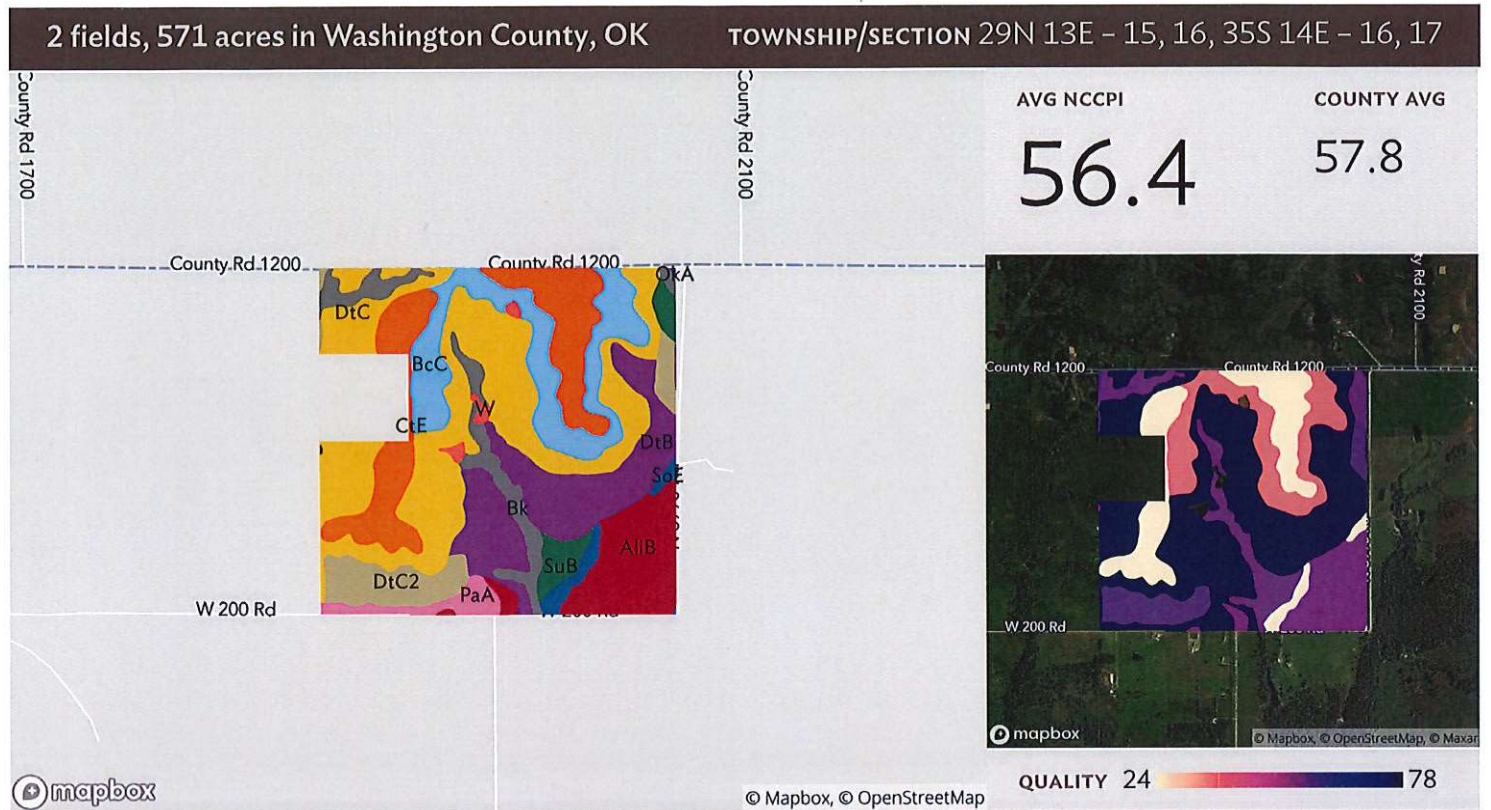 2 fields, 571 acres in Washington County, OK
TOWNSHIP/SECTION 29N 13E – 15, 16, 35S 14E – 16, 17
County Rd 1700
County Rd 2100
County Rd 1200
County Rd 1200
OkA
DtC
BcC
W
CtE
DtB
SoE
Bk
AliB
SuB
DtC2
PaA
W 200 Rd
mapbox
© Mapbox, © OpenStreetMap
AVG NCCPI
56.4
COUNTY AVG
57.8
Rd 2100
County Rd 1200
County Rd 1200
W 200 Rd
mapbox
© Mapbox, © OpenStreetMap, © Maxar
QUALITY 24
78